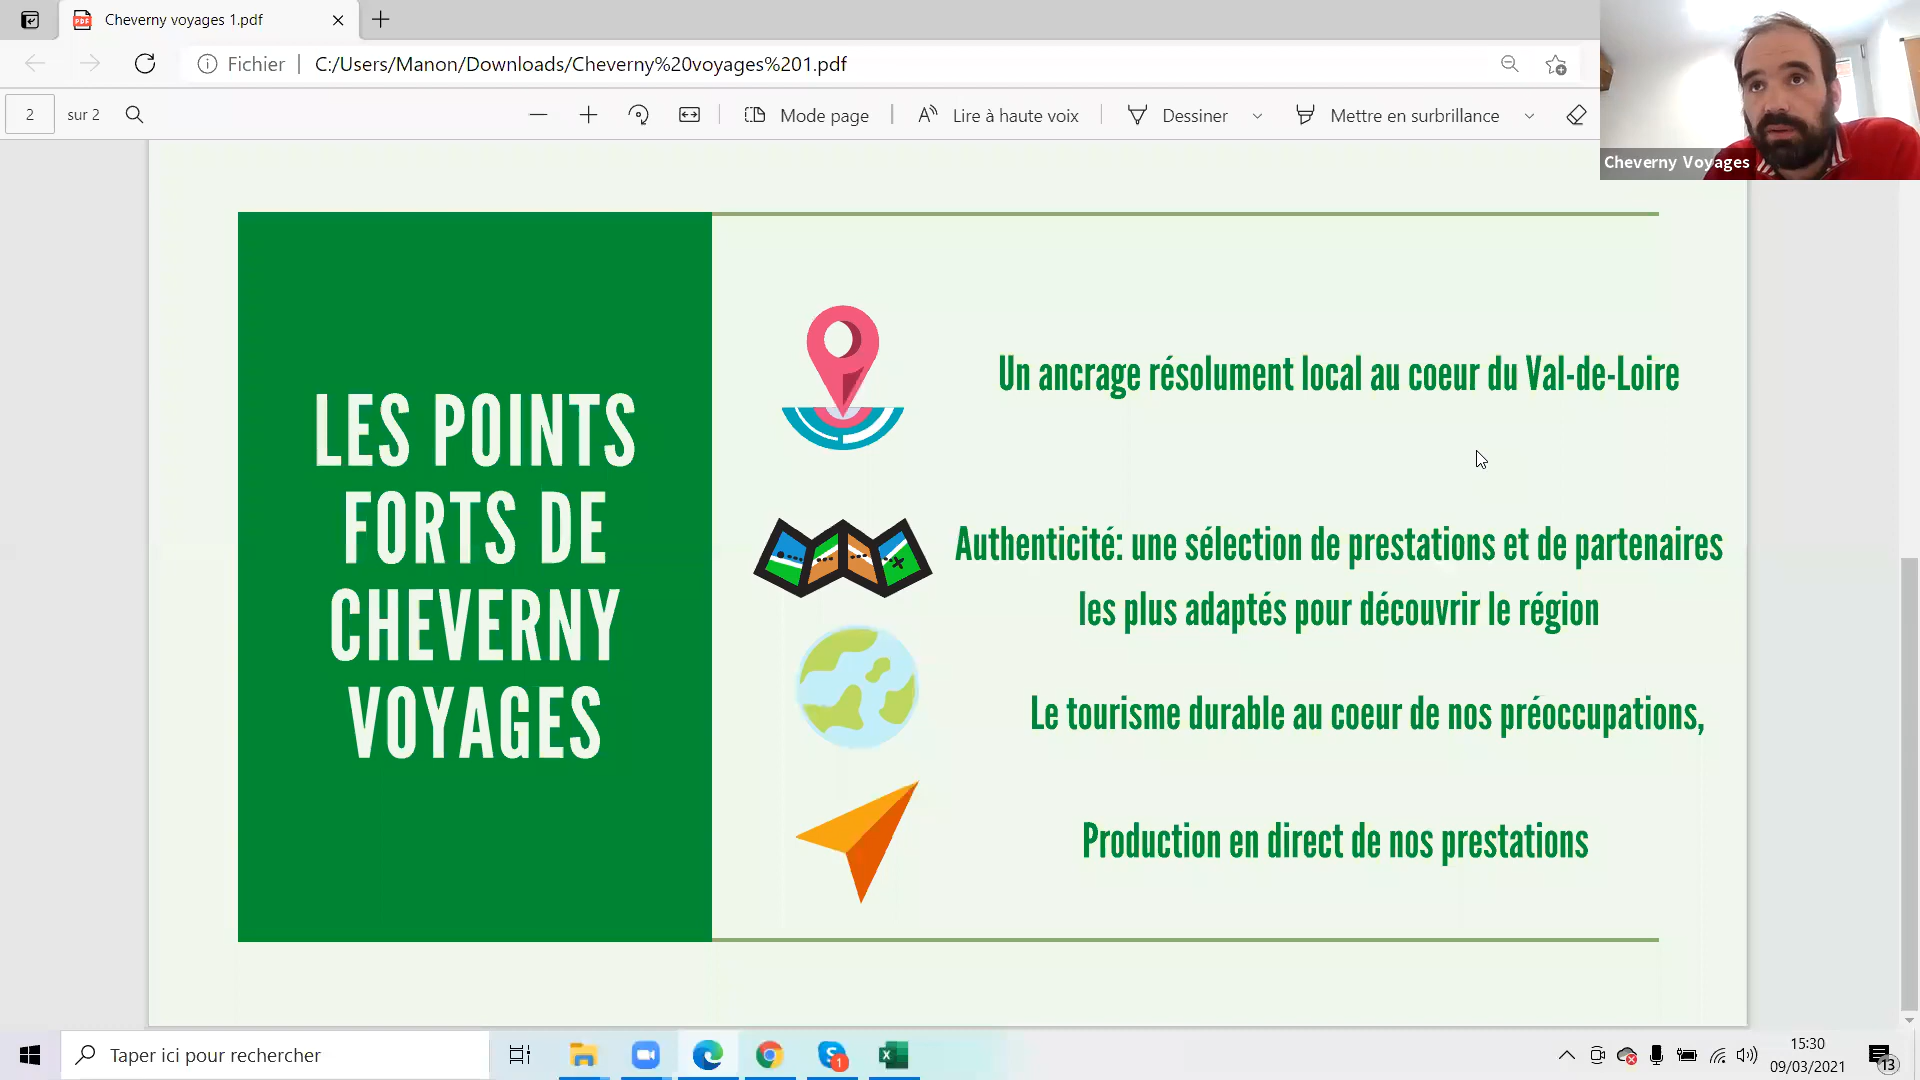 Cheverny voyages 1.pdf
Fichier
C:/Users/Manon/Downloads/Cheverny%20voyages%201.pdf
2
sur 2
Mode page
Lire à haute voix
Dessiner
Mettre en surbrillance
Cheverny Voyages
LES POINTS
FORTS DE
CHEVERNY
VOYAGES
Un ancrage résolument local au coeur du Val-de-Loire
Authenticité: une sélection de prestations et de partenaires
les plus adaptés pour découvrir le région
Le tourisme durable au coeur de nos préoccupations,
Production en direct de nos prestations
Taper ici pour rechercher
1
15:30
09/03/2021
13